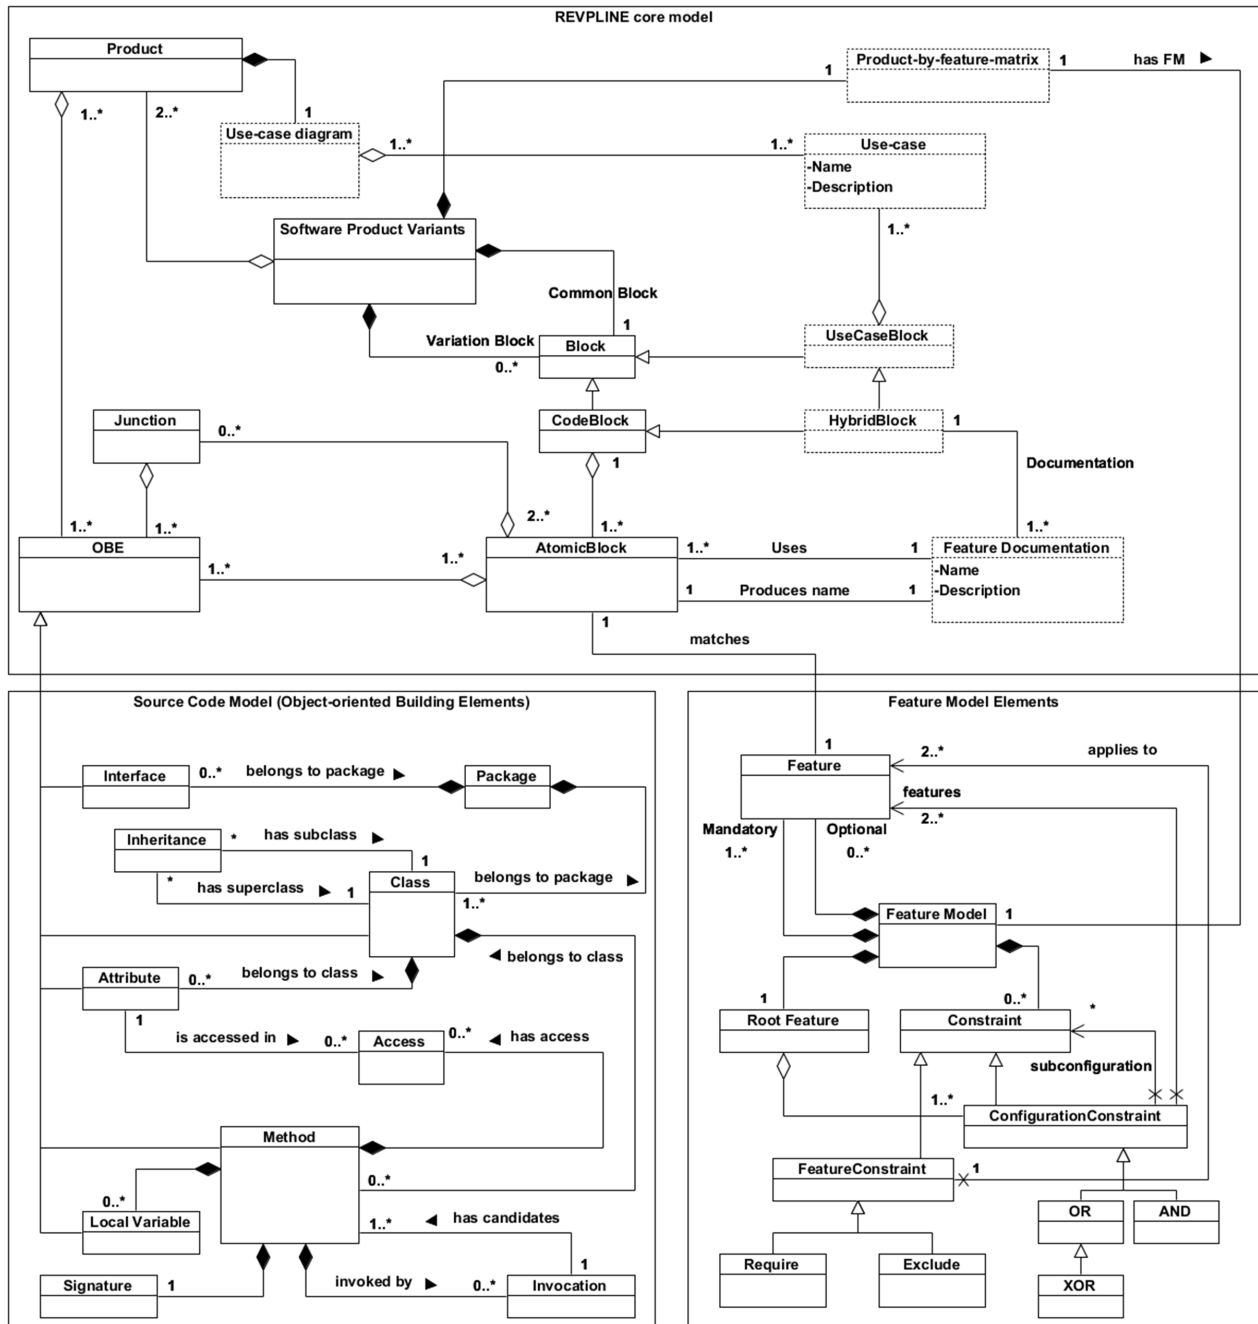 REVPLINE core model
Product
Product-by-feature-matrix
1
has FM ►
1
1..*
2..*
1
Use-case diagram
1..*
1..*
Use-case
-Name
-Description
Software Product Variants
1..*
Common Block
1
Variation Block
0..*
Block
UseCaseBlock
Junction
0..*
CodeBlock
1
HybridBlock
1
Documentation
1..*
1..*
2..*
1..*
1..*
OBE
1..*
1..*
AtomicBlock
1..*
Uses
1
Feature Documentation
-Name
-Description
1
Produces name
1
1
matches
Source Code Model (Object-oriented Building Elements)
Interface
0..*
belongs to package ►
Package
Inheritance
*
has subclass ►
1
*
has superclass ►
1
Class
belongs to package ►
1..*
◄ belongs to class
Attribute
0..*
belongs to class ►
1
is accessed in ►
0..*
Access
0..*
◄ has access
Method
0..*
0..*
Local Variable
1..*
◄ has candidates
1
Signature
1
invoked by ►
0..*
Invocation
Feature Model Elements
1
Feature
2..*
applies to
features
2..*
Mandatory
1..*
Optional
0..*
Feature Model
1
1
0..*
Root Feature
Constraint
*
subconfiguration
1..*
ConfigurationConstraint
FeatureConstraint
1
OR
AND
Require
Exclude
XOR